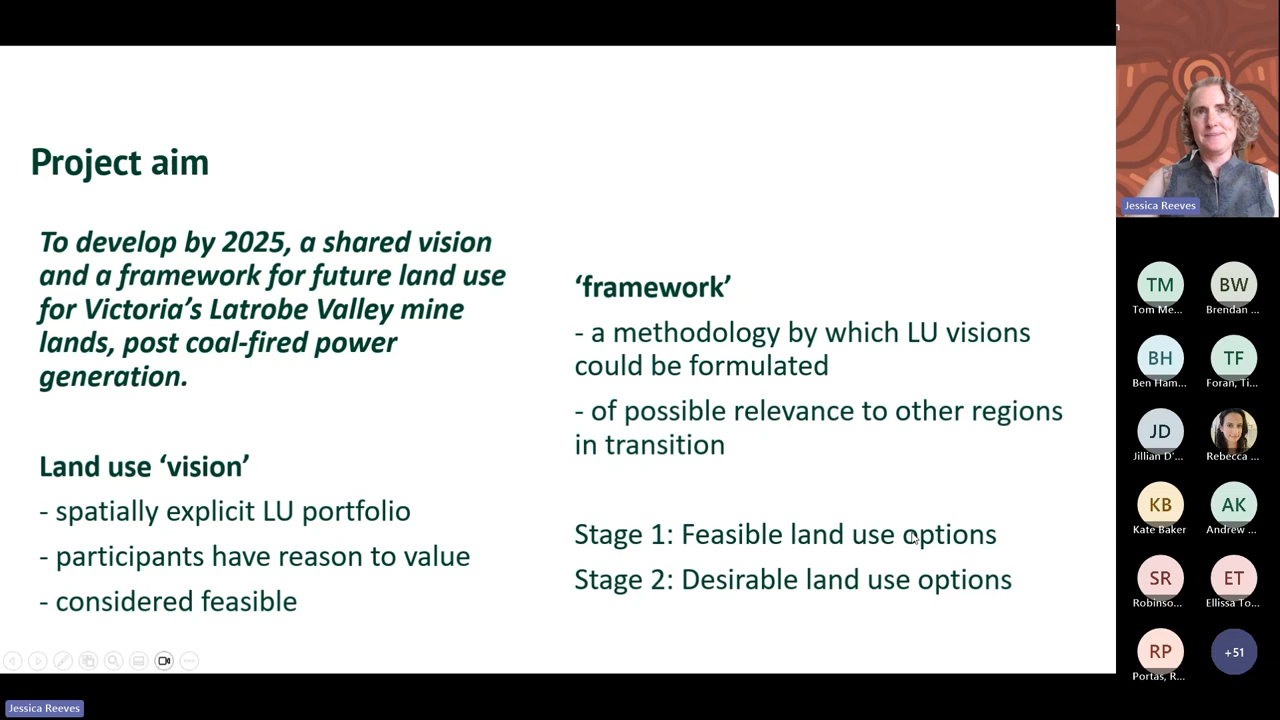 Project aim
To develop by 2025, a shared vision
and a framework for future land use
for Victoria's Latrobe Valley mine
lands, post coal-fired power
generation.
Land use ‘vision’
- spatially explicit LU portfolio
- participants have reason to value
- considered feasible
‘framework’
- a methodology by which LU visions
could be formulated
- of possible relevance to other regions
in transition
Stage 1: Feasible land use options
Stage 2: Desirable land use options
Jessica Reeves
n
Jessica Reeves
TM
BW
Tom Me...
Brendan ...
BH
TF
Ben Ham...
Foran, Ti...
JD
Jillian D'...
Rebecca ...
KB
AK
Kate Baker
Andrew ...
SR
ET
Robinso...
Ellissa To...
RP
+51
Portas, R...